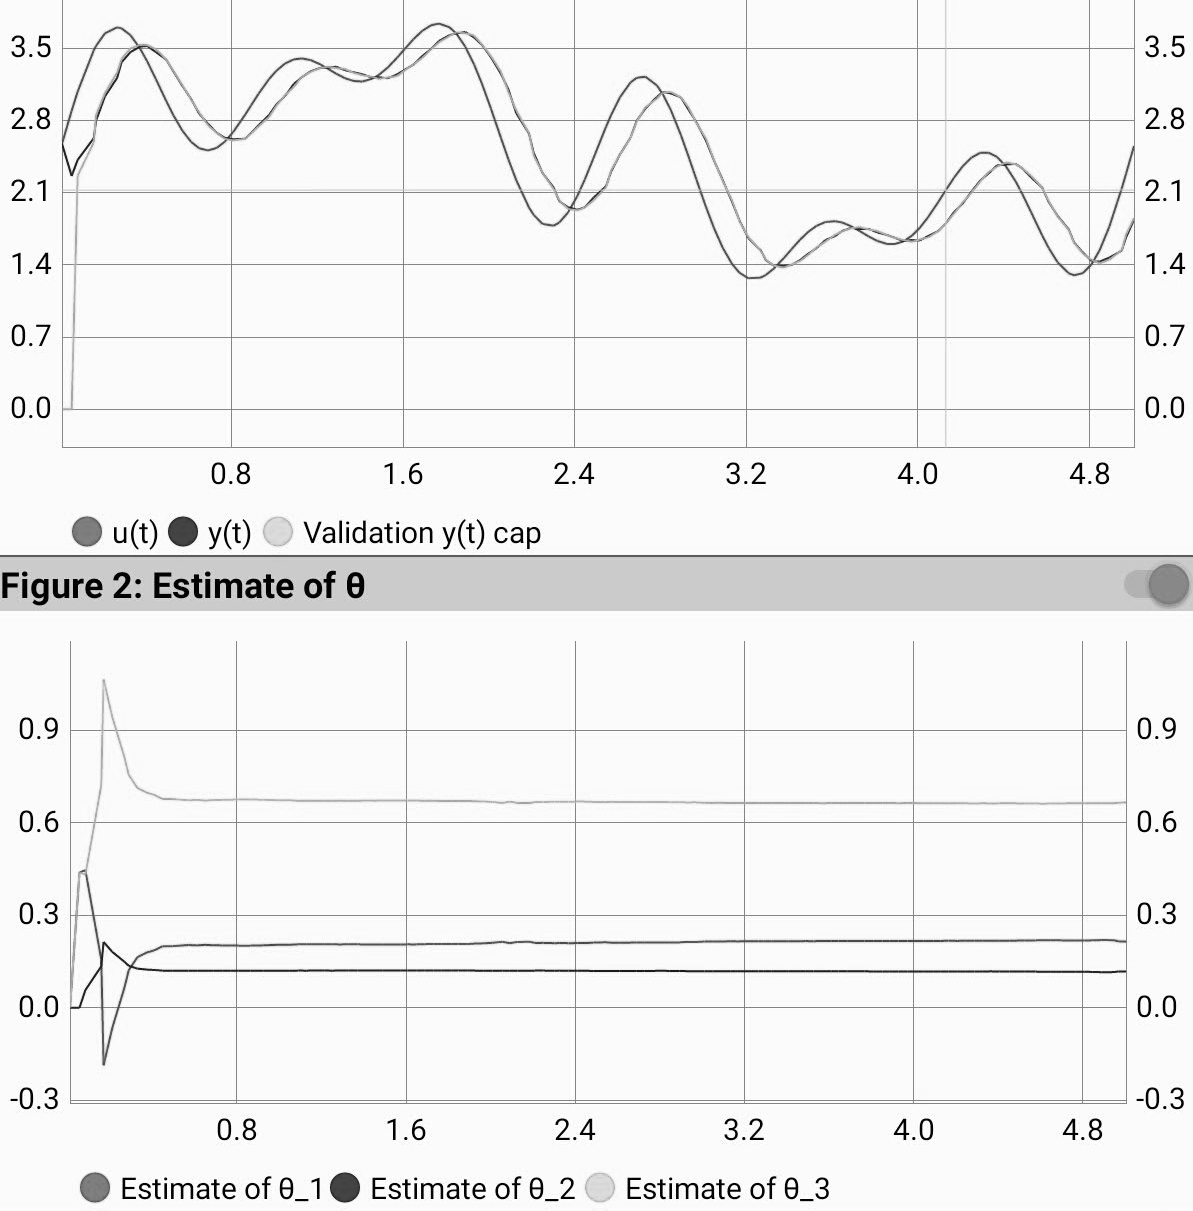 3.5 3.5
2.8 2.8
2.1 2.1
1.4 1.4
0.7 0.7
0.0 0.0
0.8 1.6 2.4 3.2 4.0 4.8
u(t) y(t) Validation y(t) cap
Figure 2: Estimate of θ
0.9 0.9
0.6 0.6
0.3 0.3
0.0 0.0
-0.3 -0.3
0.8 1.6 2.4 3.2 4.0 4.8
Estimate of θ_1 Estimate of θ_2 Estimate of θ_3